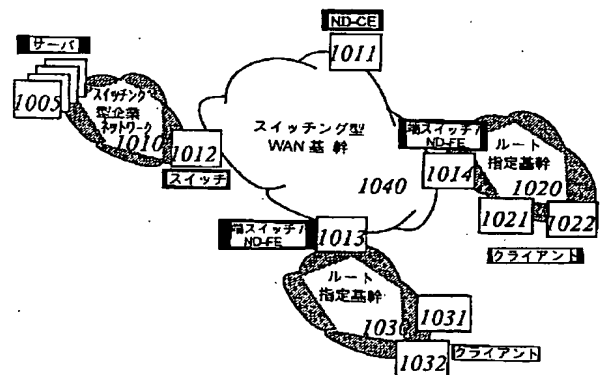 ND-CE
1011
サーバ
1005
スイッチング
型企業
ネットワーク
1010
1012
スイッチ
スイッチング型
WAN基幹
1040
端スイッチ/
ND-FE
1014
ルート
指定基幹
1020
1021
1022
クライアント
端スイッチ/
ND-FE
1013
ルート
指定基幹
1030
1031
1032
クライアント